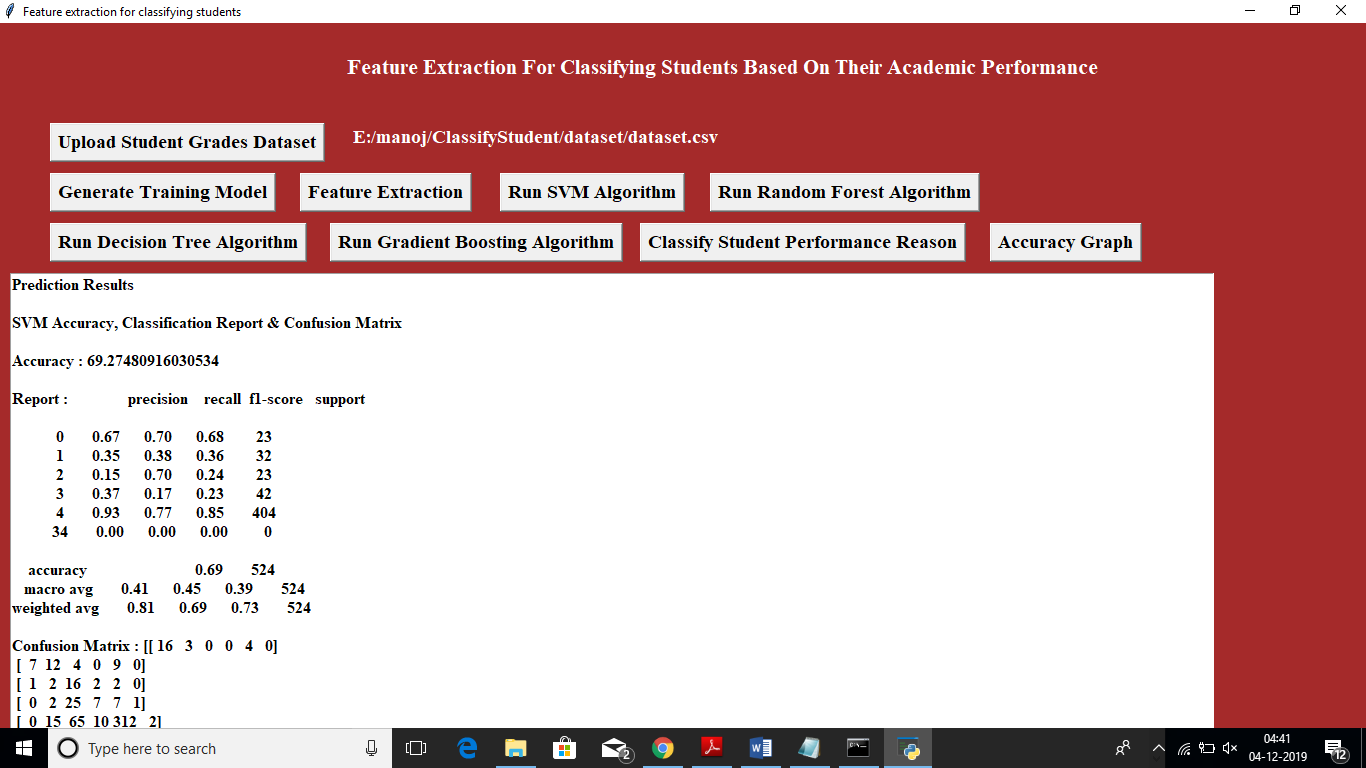 Feature extraction for classifying students
Feature Extraction For Classifying Students Based On Their Academic Performance
Upload Student Grades Dataset E:/manoj/ClassifyStudent/dataset/dataset.csv
Generate Training Model Feature Extraction Run SVM Algorithm Run Random Forest Algorithm
Run Decision Tree Algorithm Run Gradient Boosting Algorithm Classify Student Performance Reason Accuracy Graph
Prediction Results
SVM Accuracy, Classification Report & Confusion Matrix
Accuracy : 69.27480916030534
Report : precision recall f1-score support
0 0.67 0.70 0.68 23
1 0.35 0.38 0.36 32
2 0.15 0.70 0.24 23
3 0.37 0.17 0.23 42
4 0.93 0.77 0.85 404
34 0.00 0.00 0.00 0
accuracy 0.69 524
macro avg 0.41 0.45 0.39 524
weighted avg 0.81 0.69 0.73 524
Confusion Matrix : [[ 16 3 0 0 4 0]
[ 7 12 4 0 9 0]
[ 1 2 16 2 2 0]
[ 0 2 25 7 7 1]
[ 0 15 65 10 312 2]
Type here to search 2 04:41
04-12-2019 12